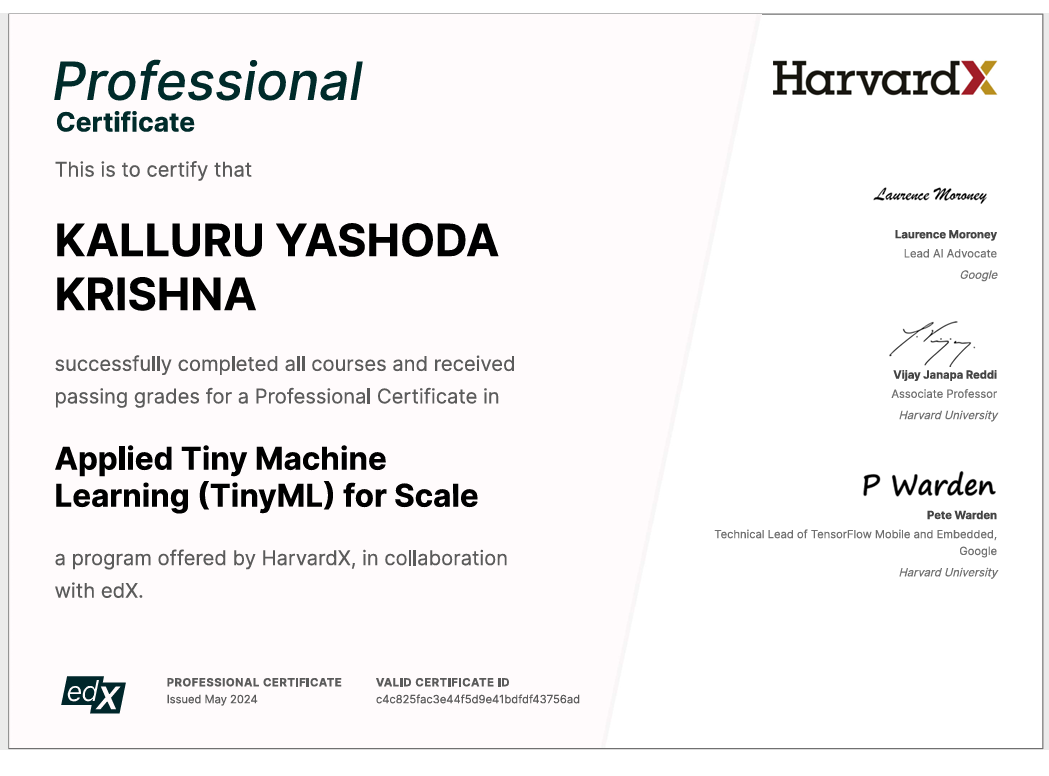 Professional
Certificate
This is to certify that
KALLURU YASHODA
KRISHNA
successfully completed all courses and received
passing grades for a Professional Certificate in
Applied Tiny Machine
Learning (TinyML) for Scale
a program offered by HarvardX, in collaboration
with edX.
edX
PROFESSIONAL CERTIFICATE
Issued May 2024
VALID CERTIFICATE ID
c4c825fac3e44f5d9e41bdfdf43756ad
HarvardX
Laurence Moroney
Laurence Moroney
Lead AI Advocate
Google
Vijay Janapa Reddi
Associate Professor
Harvard University
P Warden
Pete Warden
Technical Lead of TensorFlow Mobile and Embedded,
Google
Harvard University